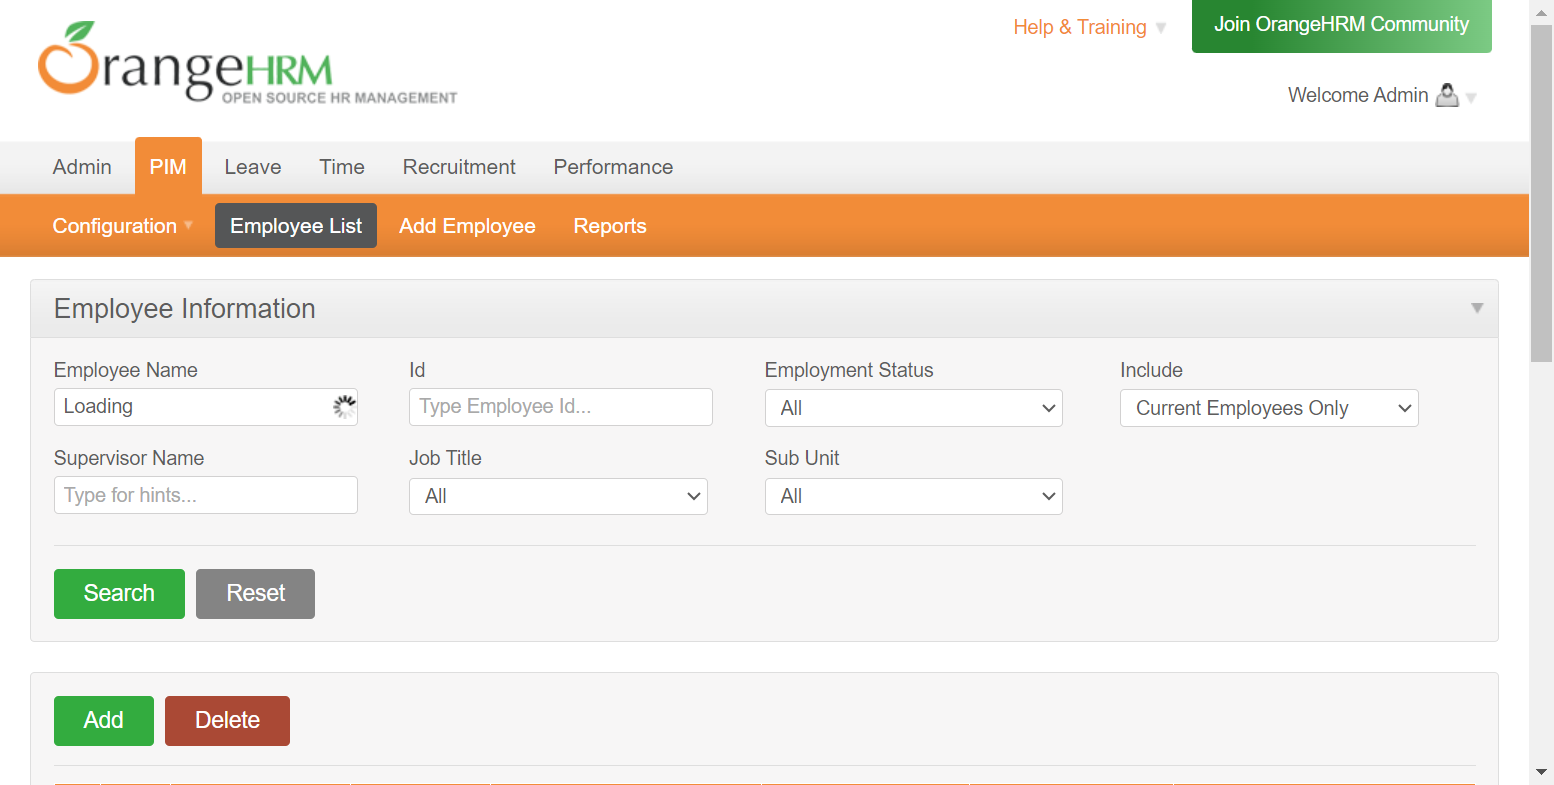 OrangeHRM
OPEN SOURCE HR MANAGEMENT
Help & Training
Join OrangeHRM Community
Welcome Admin
Admin PIM Leave Time Recruitment Performance
Configuration Employee List Add Employee Reports
Employee Information
Employee Name Id Employment Status Include
Loading Type Employee Id... All Current Employees Only
Supervisor Name Job Title Sub Unit
Type for hints... All All
Search Reset
Add Delete